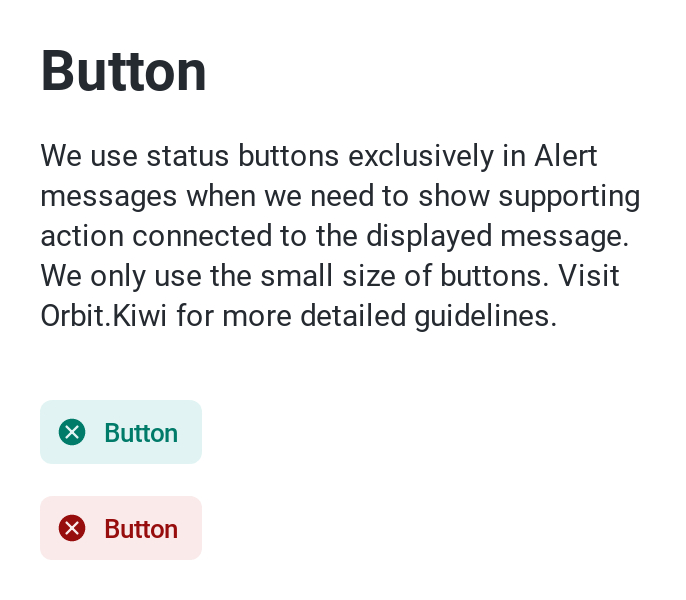 Button
We use status buttons exclusively in Alert
messages when we need to show supporting
action connected to the displayed message.
We only use the small size of buttons. Visit
Orbit.Kiwi for more detailed guidelines.
Button
Button